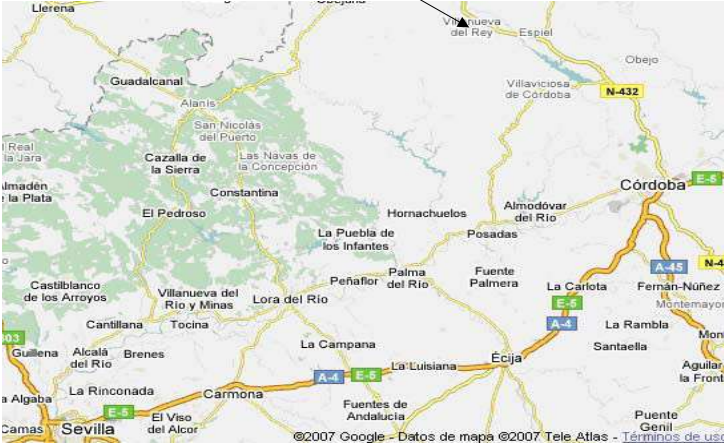 Llerena
Villanueva
del Rey
Espiel
Obejo
Guadalcanal
Villaviciosa
de Córdoba
N-432
Alanís
San Nicolás
del Puerto
Real
la Jara
Cazalla de
la Sierra
Las Navas de
la Concepción
Almadén
la Plata
Constantina
Córdoba
E-5
El Pedroso
Hornachuelos
Almodóvar
del Río
La Puebla de
los Infantes
Posadas
A-45
N-4
Castilblanco
de los Arroyos
Villanueva del
Río y Minas
Lora del Río
Peñaflor
Palma
del Río
Fuente
Palmera
La Carlota
Fernán-Núñez
E-5
Montemayor
A-4
Cantillana
Tocina
La Rambla
Mon
803
Guillena
Alcalá
del Río
Brenes
La Campana
La Luisiana
Écija
Santaella
Aguilar
la Front
A-4
E-5
a Algaba
La Rinconada
Carmona
Fuentes de
Andalucía
Camas
Sevilla
E-5
El Viso
del Alcor
Puente
Genil
©2007 Google - Datos de mapa ©2007 Tele Atlas - Términos de uso